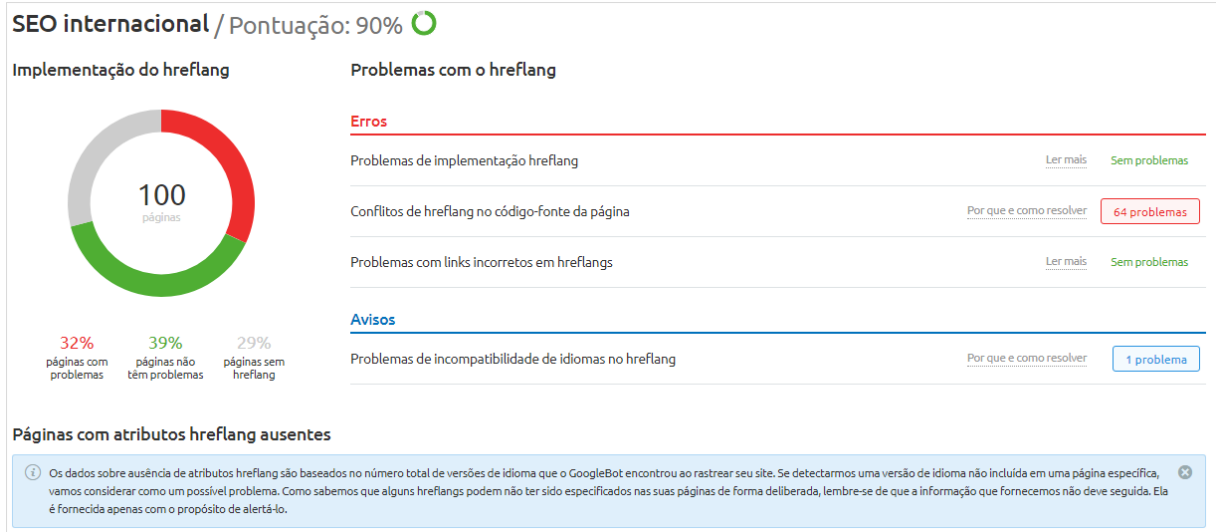 SEO internacional / Pontuação: 90%
Implementação do hreflang
Problemas com o hreflang
Erros
Problemas de implementação hreflang Ler mais Sem problemas
Conflitos de hreflang no código-fonte da página Por que e como resolver 64 problemas
Problemas com links incorretos em hreflangs Ler mais Sem problemas
Avisos
Problemas de incompatibilidade de idiomas no hreflang Por que e como resolver 1 problema
100
páginas
32%
páginas com
problemas
39%
páginas não
têm problemas
29%
páginas sem
hreflang
Páginas com atributos hreflang ausentes
Os dados sobre ausência de atributos hreflang são baseados no número total de versões de idioma que o GoogleBot encontrou ao rastrear seu site. Se detectarmos uma versão de idioma não incluída em uma página específica,
vamos considerar como um possível problema. Como sabemos que alguns hreflangs podem não ter sido especificados nas suas páginas de forma deliberada, lembre-se de que a informação que fornecemos não deve seguida. Ela
é fornecida apenas com o propósito de alertá-lo.